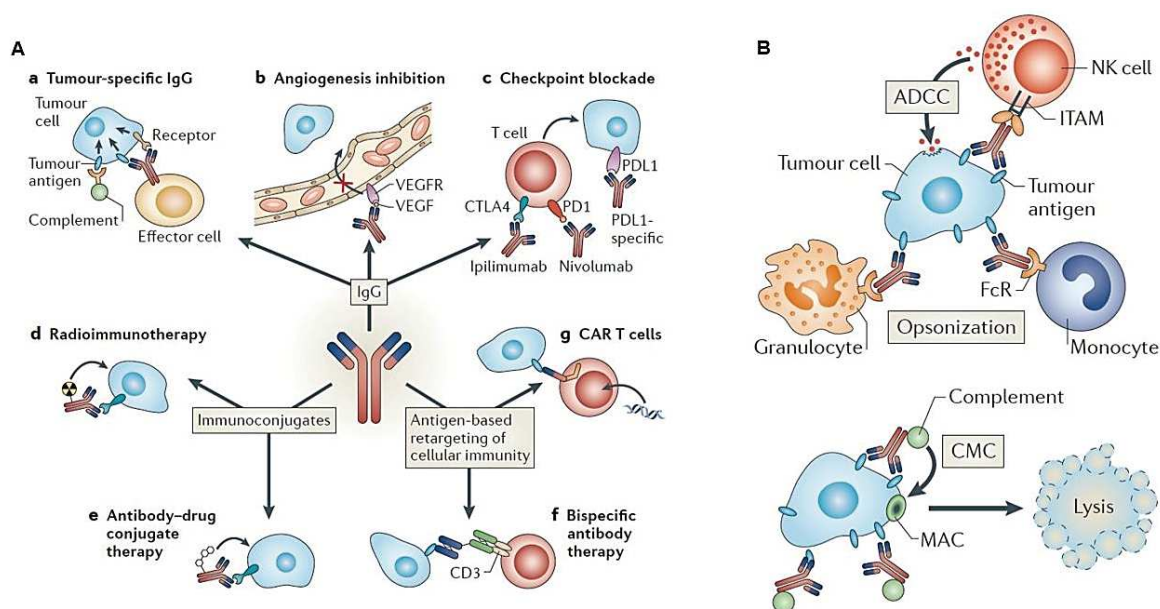 A
a Tumour-specific IgG
Tumour
cell
Receptor
Tumour
antigen
Complement
Effector cell
b Angiogenesis inhibition
VEGFR
VEGF
c Checkpoint blockade
T cell
PDL1
CTLA4
PD1
PDL1-
specific
Ipilimumab
Nivolumab
IgG
d Radioimmunotherapy
g CAR T cells
Immunoconjugates
Antigen-based
retargeting of
cellular immunity
e Antibody–drug
conjugate
therapy
f Bispecific
antibody
therapy
CD3
B
NK cell
ADCC
ITAM
Tumour cell
Tumour
antigen
FcR
Granulocyte
Opsonization
Monocyte
Complement
CMC
Lysis
MAC